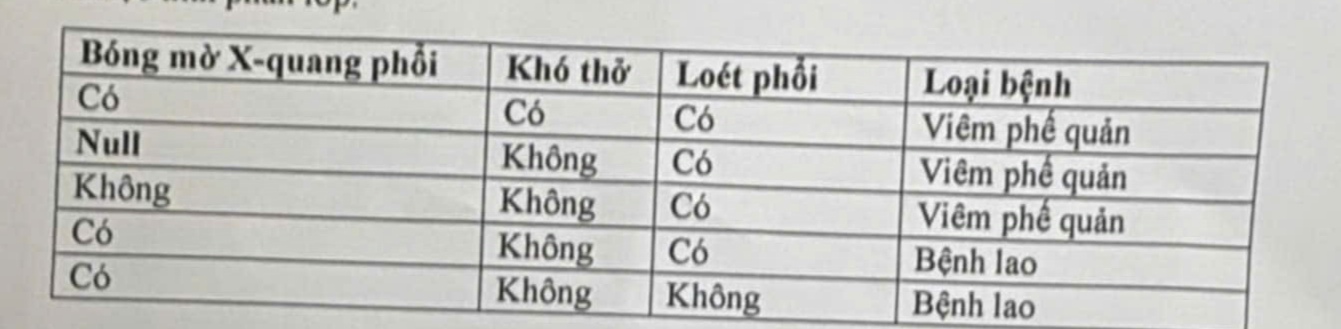 Bóng mờ X-quang phổi Khó thở Loét phổi Loại bệnh
Có Có Có Viêm phế quản
Null Không Có Viêm phế quản
Không Không Có Viêm phế quản
Có Không Có Bệnh lao
Có Không Không Bệnh lao